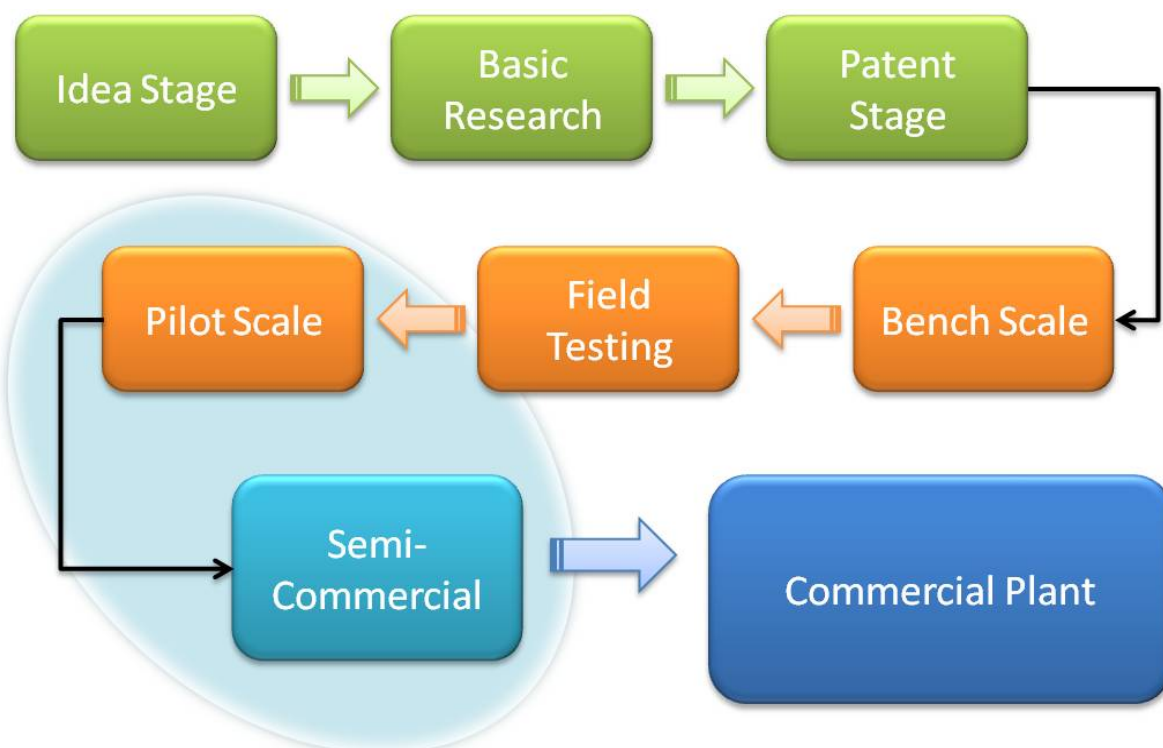 Idea Stage
Basic
Research
Patent
Stage
Bench Scale
Field
Testing
Pilot Scale
Semi-
Commercial
Commercial Plant